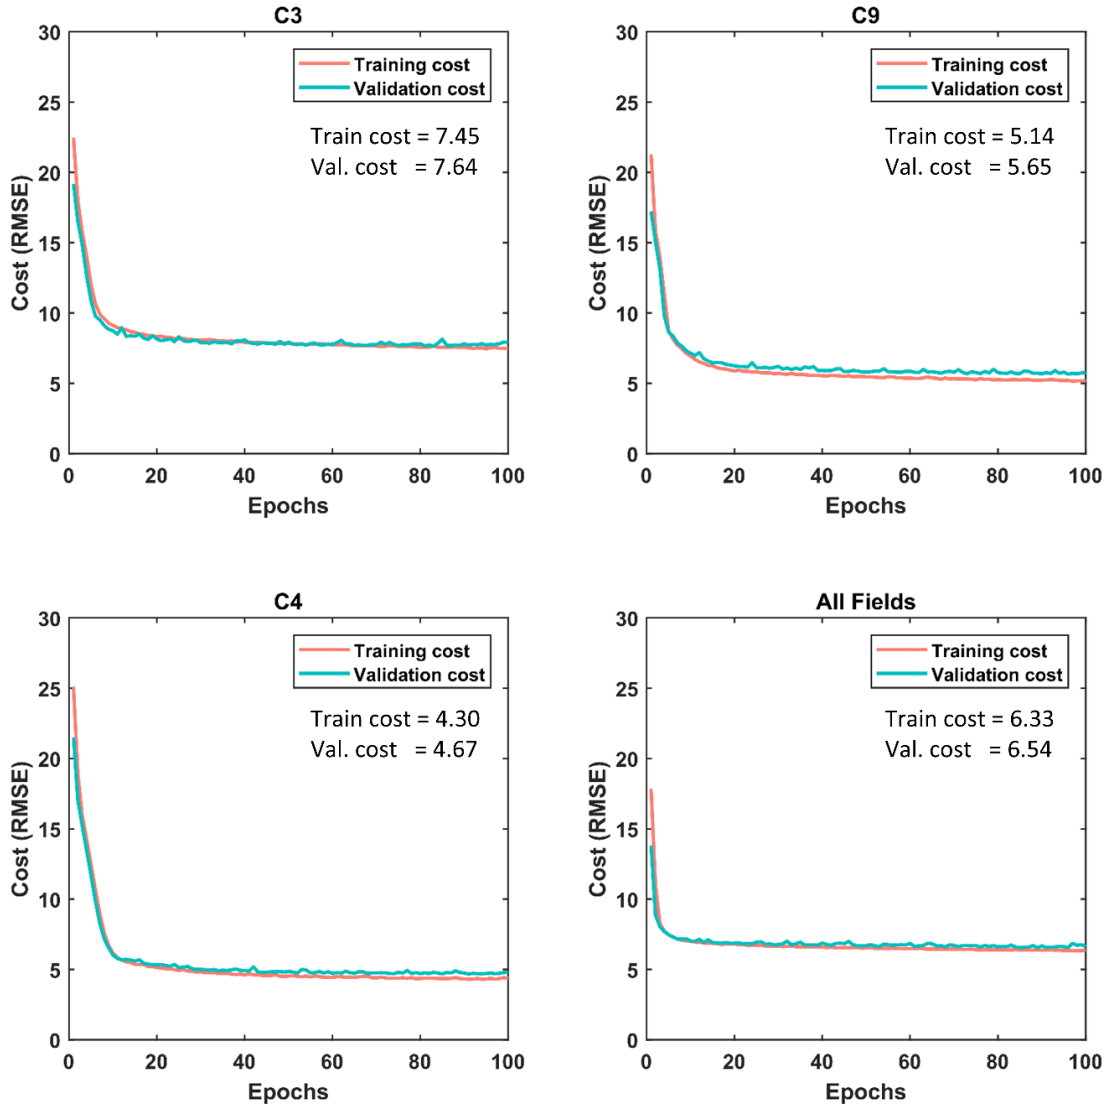 C3
30
25
20
15
10
5
0
Cost (RMSE)
Training cost
Validation cost
Train cost = 7.45
Val. cost = 7.64
0 20 40 60 80 100
Epochs
C9
30
25
20
15
10
5
0
Cost (RMSE)
Training cost
Validation cost
Train cost = 5.14
Val. cost = 5.65
0 20 40 60 80 100
Epochs
C4
30
25
20
15
10
5
0
Cost (RMSE)
Training cost
Validation cost
Train cost = 4.30
Val. cost = 4.67
0 20 40 60 80 100
Epochs
All Fields
30
25
20
15
10
5
0
Cost (RMSE)
Training cost
Validation cost
Train cost = 6.33
Val. cost = 6.54
0 20 40 60 80 100
Epochs